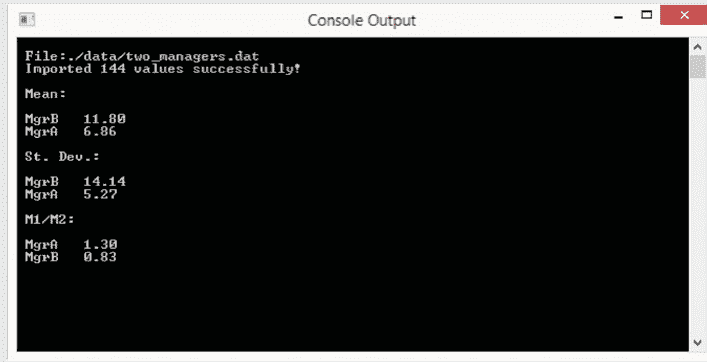 Console Output
File:./data/two_managers.dat
Imported 144 values successfully!
Mean:
MgrB 11.80
MgrA 6.86
St. Dev.:
MgrB 14.14
MgrA 5.27
M1/M2:
MgrA 1.30
MgrB 0.83